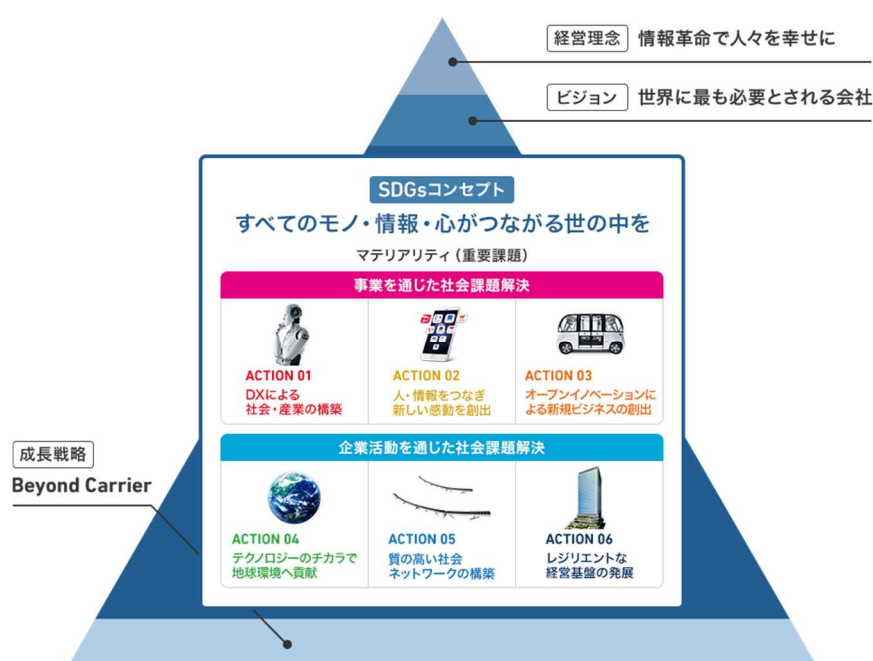 経営理念 情報革命で人々を幸せに
ビジョン 世界に最も必要とされる会社
SDGsコンセプト
すべてのモノ・情報・心がつながる世の中を
マテリアリティ（重要課題）
事業を通じた社会課題解決
ACTION 01
DXによる
社会・産業の構築
ACTION 02
人・情報をつなぎ
新しい感動を創出
ACTION 03
オープンイノベーションに
よる新規ビジネスの創出
企業活動を通じた社会課題解決
ACTION 04
テクノロジーのチカラで
地球環境へ貢献
ACTION 05
質の高い社会
ネットワークの構築
ACTION 06
レジリエントな
経営基盤の発展
成長戦略
Beyond Carrier